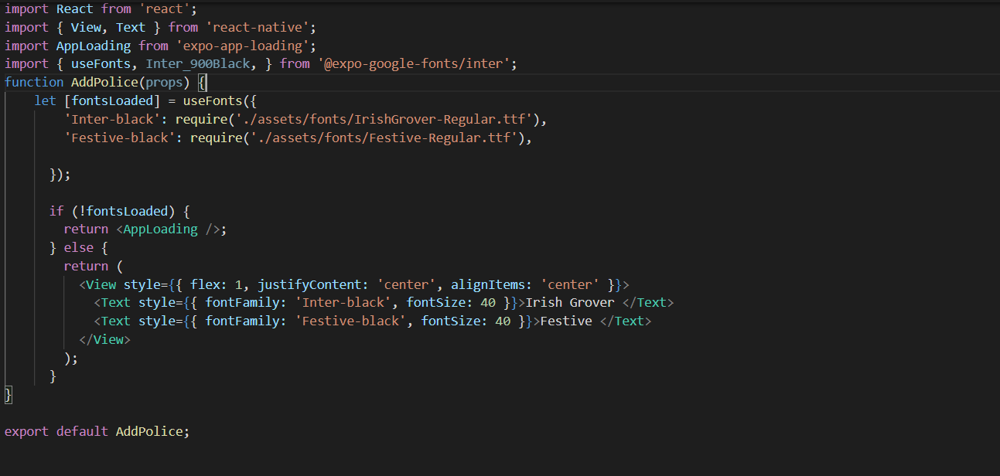 import React from 'react';
import { View, Text } from 'react-native';
import AppLoading from 'expo-app-loading';
import { useFonts, Inter_900Black, } from '@expo-google-fonts/inter';
function AddPolice(props) {
    let [fontsLoaded] = useFonts({
        'Inter-black': require('./assets/fonts/IrishGrover-Regular.ttf'),
        'Festive-black': require('./assets/fonts/Festive-Regular.ttf'),

      });

      if (!fontsLoaded) {
        return <AppLoading />;
      } else {
        return (
          <View style={{ flex: 1, justifyContent: 'center', alignItems: 'center' }}>
            <Text style={{ fontFamily: 'Inter-black', fontSize: 40 }}>Irish Grover </Text>
            <Text style={{ fontFamily: 'Festive-black', fontSize: 40 }}>Festive </Text>
          </View>
        );
      }
}

export default AddPolice;